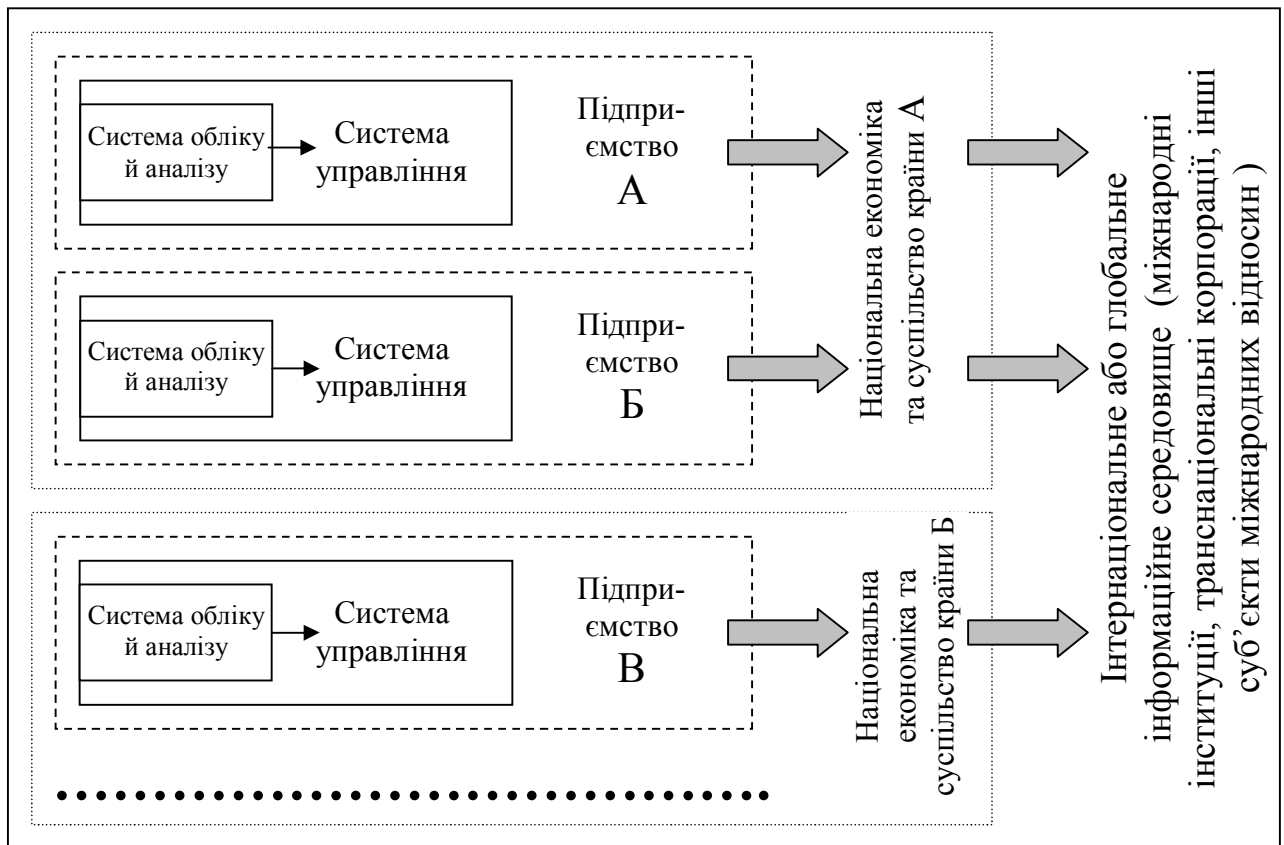 Система обліку
й аналізу
Система
управління
Підпри-
ємство
А
Система обліку
й аналізу
Система
управління
Підпри-
ємство
Б
Національна економіка
та суспільство країни А
Система обліку
й аналізу
Система
управління
Підпри-
ємство
В
Національна
економіка та
суспільство країни Б
Інтернаціональне або глобальне
інформаційне середовище (міжнародні
інституції, транснаціональні корпорації, інші
суб’єкти міжнародних відносин )